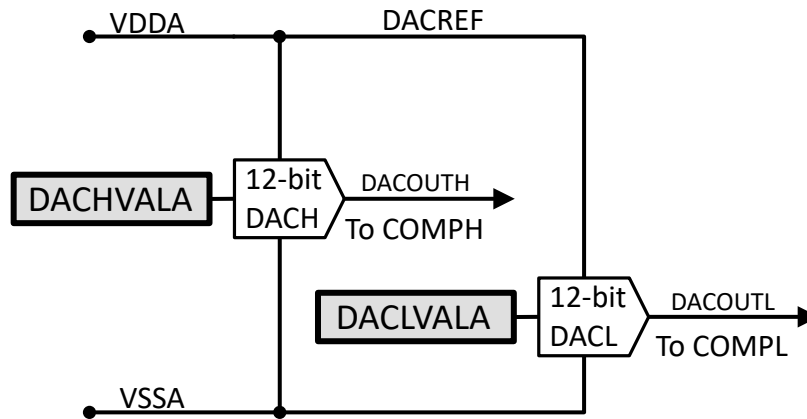 VDDA
DACREF
DACHVALA
12-bit
DACH
DACOUTH
To COMPH
DACLVALA
12-bit
DACL
DACOUTL
To COMPL
VSSA